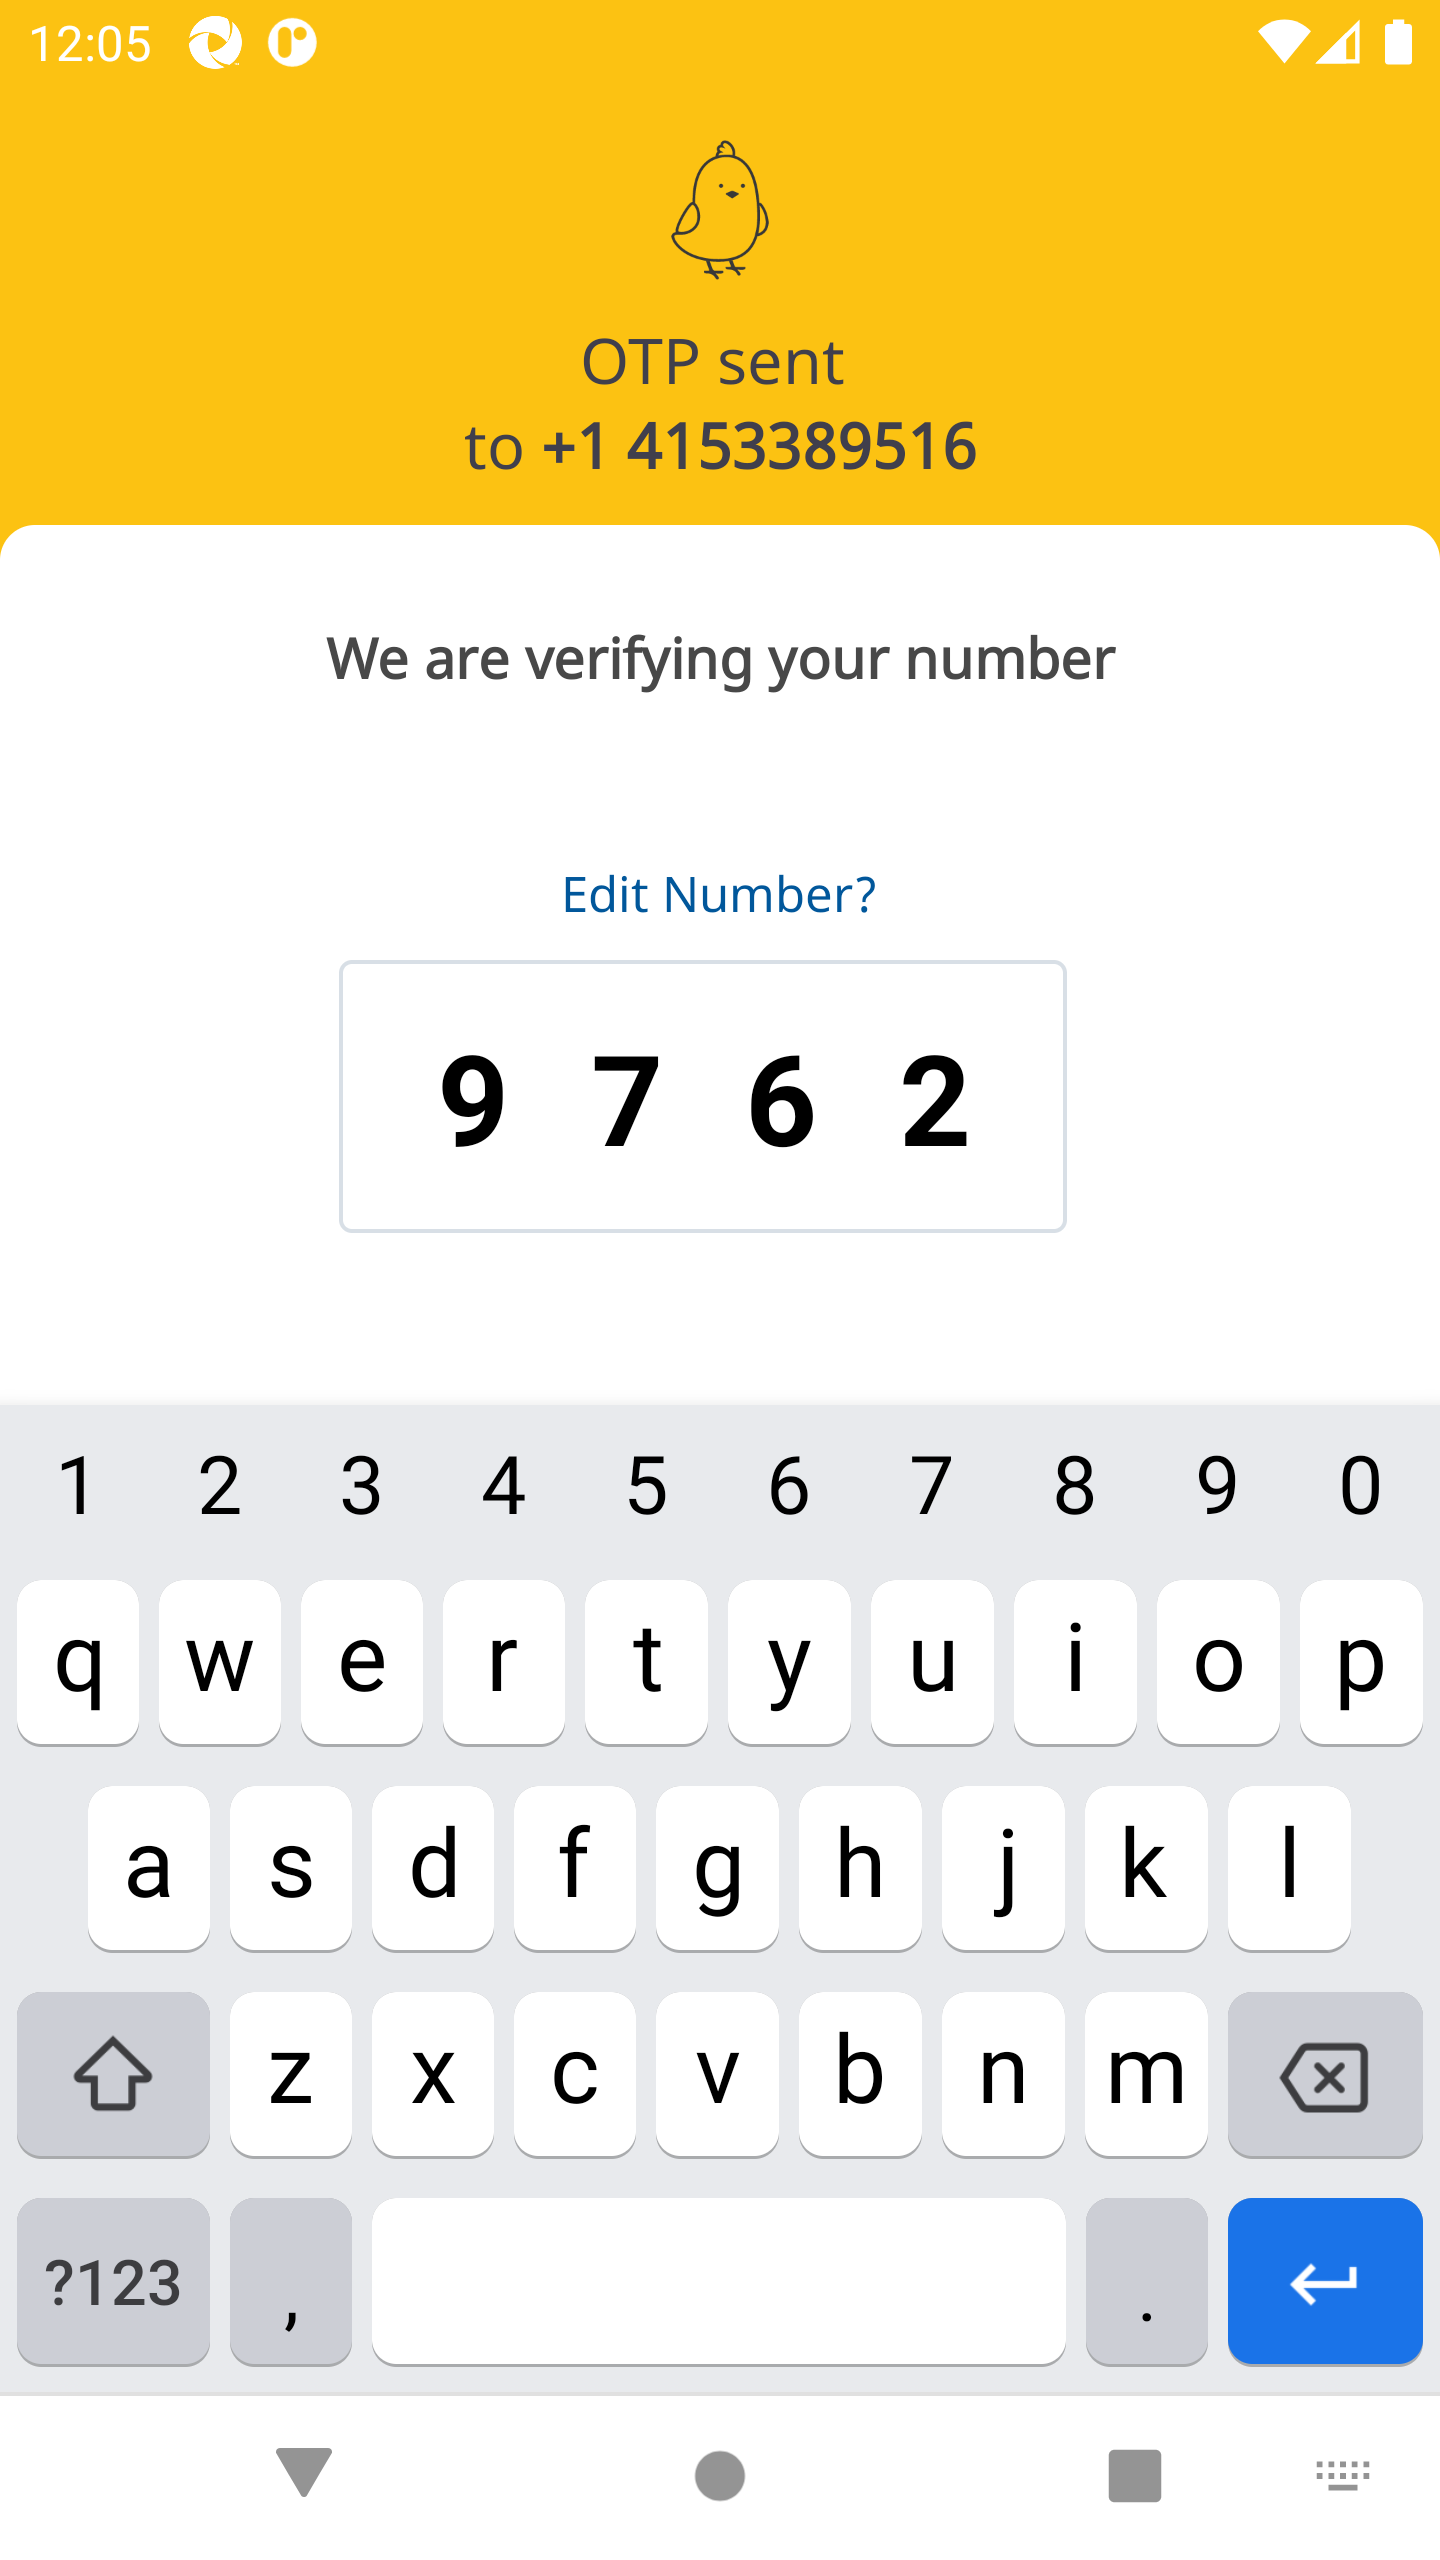 12:05
OTP sent
to +1 4153389516
We are verifying your number
Edit Number?
9 7 6 2
1 2 3 4 5 6 7 8 9 0
q w e r t y u i o p
a s d f g h j k l
z x c v b n m
?123 , .